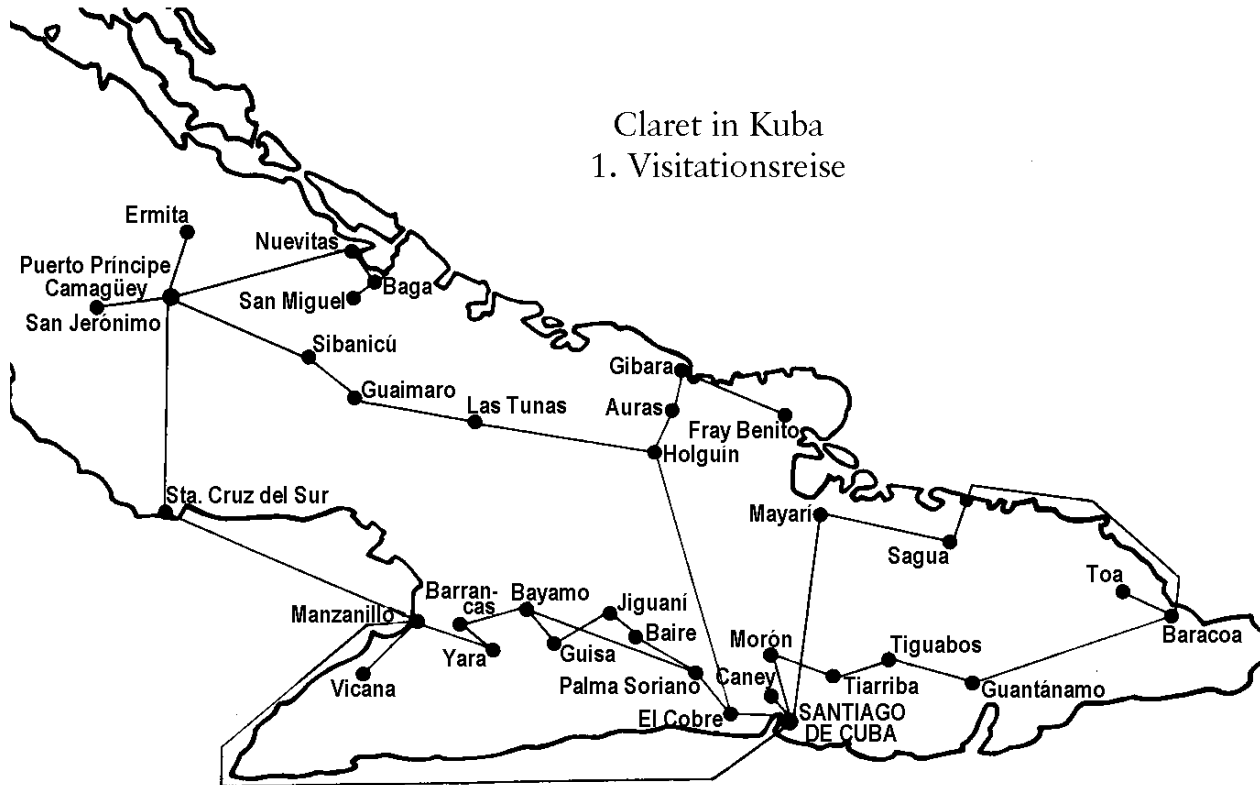 Claret in Kuba
1. Visitationsreise
Ermita
Nuevitas
Puerto Príncipe
Camagüey
San Jerónimo
Baga
San Miguel
Sibanicú
Guaimaro
Las Tunas
Gibara
Auras
Fray Benito
Holguín
Sta. Cruz del Sur
Mayarí
Sagua
Toa
Baracoa
Manzanillo
Barran-
cas
Bayamo
Jiguaní
Baire
Yara
Guisa
Vicana
Palma Soriano
El Cobre
Morón
Caney
Tiguabos
Tiarriba
Guantánamo
SANTIAGO
DE CUBA